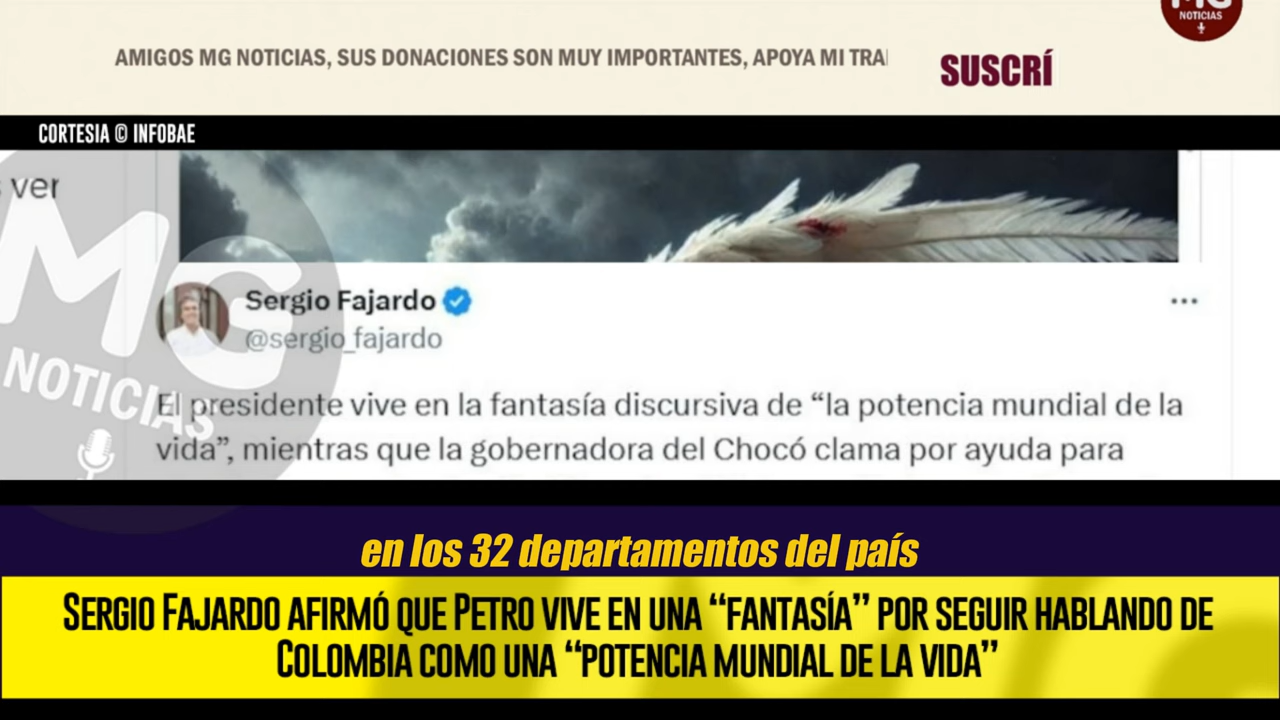 MG
NOTICIAS
AMIGOS MG NOTICIAS, SUS DONACIONES SON MUY IMPORTANTES, APOYA MI TRA
SUSCRÍ
CORTESIA © INFOBAE
ver
Sergio Fajardo
@sergio_fajardo
MG
NOTICIAS
El presidente vive en la fantasía discursiva de “la potencia mundial de la
vida”, mientras que la gobernadora del Chocó clama por ayuda para
en los 32 departamentos del país
SERGIO FAJARDO AFIRMÓ QUE PETRO VIVE EN UNA “FANTASÍA” POR SEGUIR HABLANDO DE
COLOMBIA COMO UNA “POTENCIA MUNDIAL DE LA VIDA”